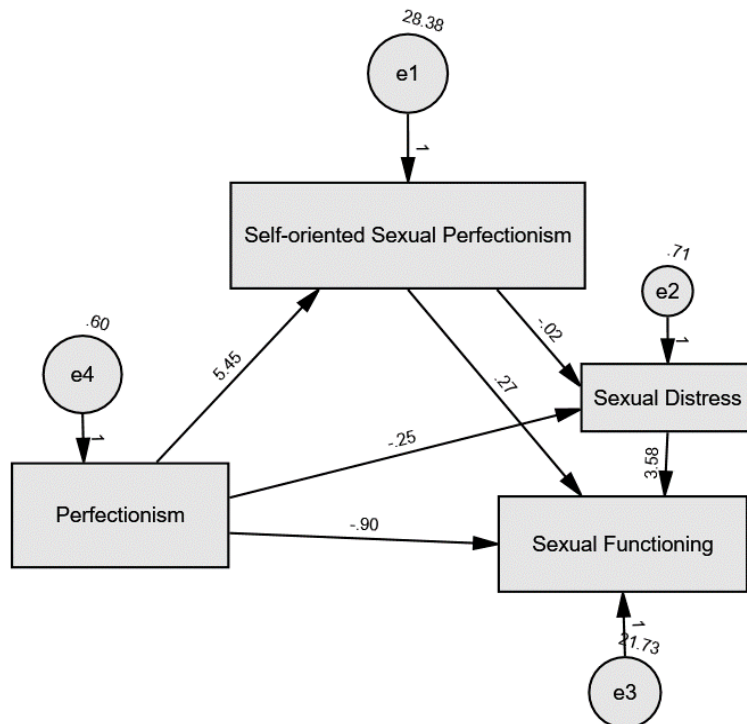 28.38
e1
1
Self-oriented Sexual Perfectionism
.71
e2
1
.60
e4
1
5.45
-.02
.27
Sexual Distress
-.25
3.58
Perfectionism
-.90
Sexual Functioning
1
21.73
e3